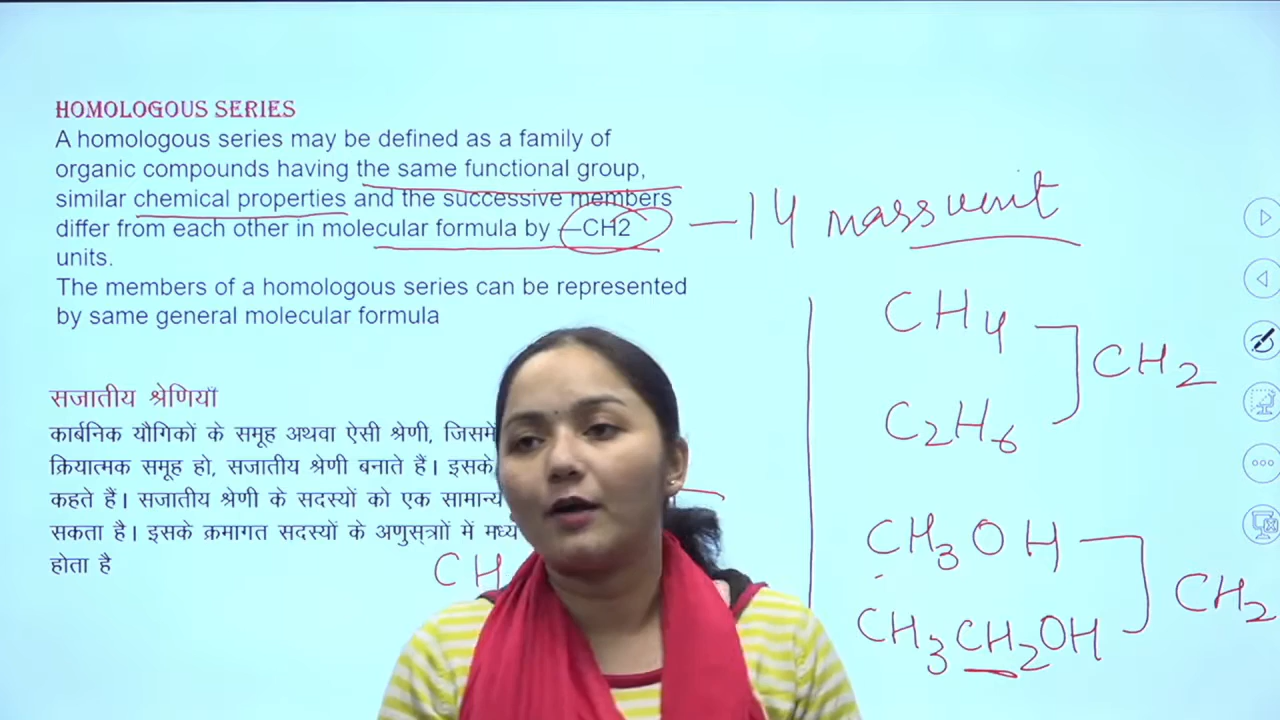 HOMOLOGOUS SERIES
A homologous series may be defined as a family of
organic compounds having the same functional group,
similar chemical properties and the successive members
differ from each other in molecular formula by —CH2
units.
The members of a homologous series can be represented
by same general molecular formula
— 14 mass unit
CH4
CH2
C2H6
CH3OH
CH2
CH3CH2OH
सजातीय श्रेणियाँ
कार्बनिक यौगिकों के समूह अथवा ऐसी श्रेणी, जिसमें
क्रियात्मक समूह हो, सजातीय श्रेणी बनाते हैं। इसके
कहते हैं। सजातीय श्रेणी के सदस्यों को एक सामान्य
सकता है। इसके क्रमागत सदस्यों के अणुसूत्राों में मध्य
होता है
CH